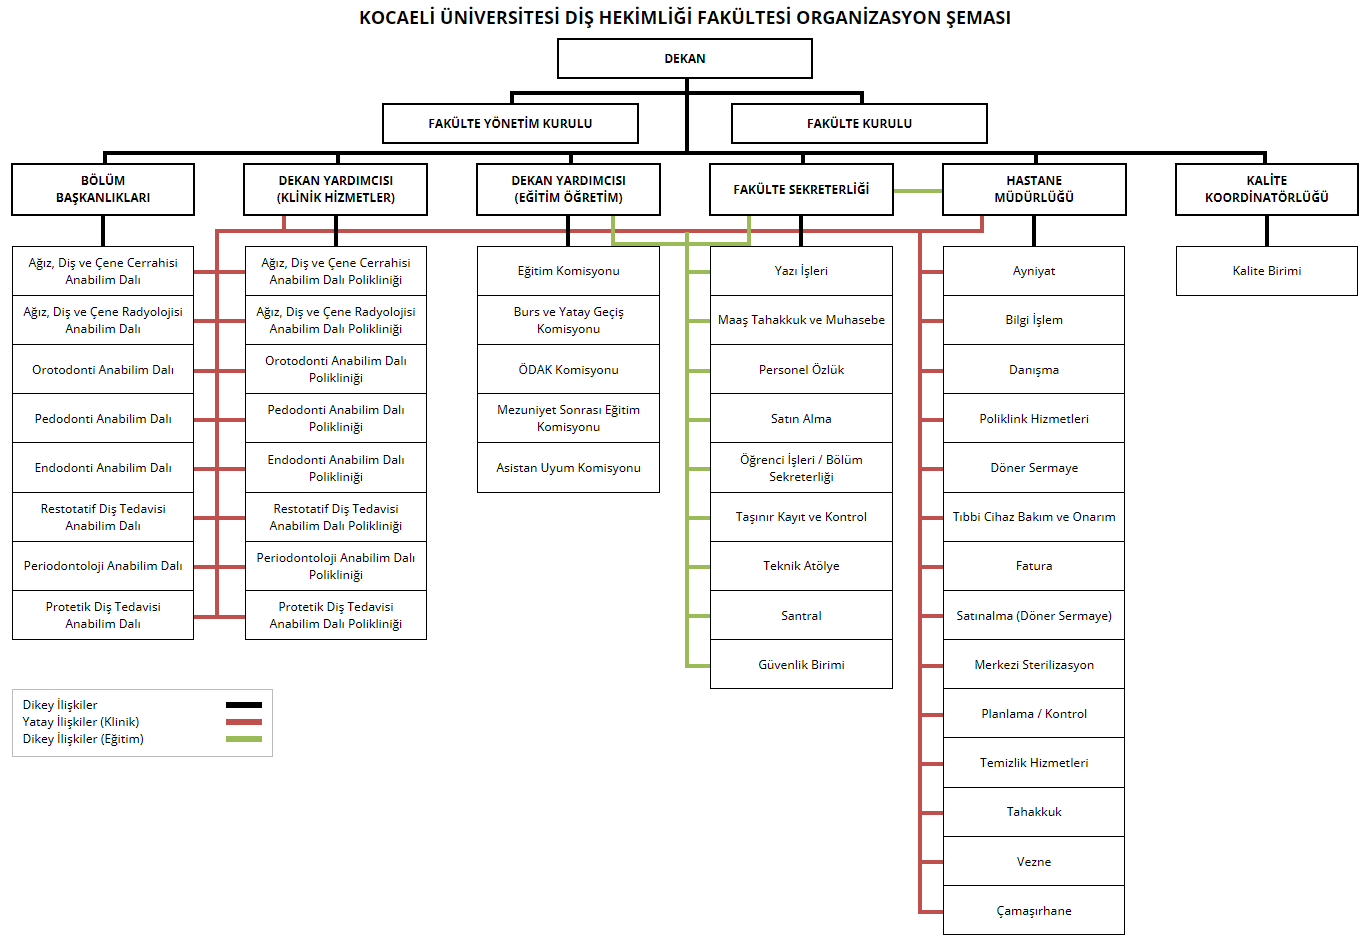 KOCAELİ ÜNİVERSİTESİ DİŞ HEKİMLİĞİ FAKÜLTESİ ORGANİZASYON ŞEMASI
DEKAN
FAKÜLTE YÖNETİM KURULU
FAKÜLTE KURULU
BÖLÜM
BAŞKANLIKLARI
DEKAN YARDIMCISI
(KLİNİK HİZMETLER)
DEKAN YARDIMCISI
(EĞİTİM ÖĞRETİM)
FAKÜLTE SEKRETERLİĞİ
HASTANE
MÜDÜRLÜĞÜ
KALİTE
KOORDİNATÖRLÜĞÜ
Ağız, Diş ve Çene Cerrahisi
Anabilim Dalı
Ağız, Diş ve Çene Radyolojisi
Anabilim Dalı
Orotodonti Anabilim Dalı
Pedodonti Anabilim Dalı
Endodonti Anabilim Dalı
Restotatif Diş Tedavisi
Anabilim Dalı
Periodontoloji Anabilim Dalı
Protetik Diş Tedavisi
Anabilim Dalı
Ağız, Diş ve Çene Cerrahisi
Anabilim Dalı Polikliniği
Ağız, Diş ve Çene Radyolojisi
Anabilim Dalı Polikliniği
Orotodonti Anabilim Dalı
Polikliniği
Pedodonti Anabilim Dalı
Polikliniği
Endodonti Anabilim Dalı
Polikliniği
Restotatif Diş Tedavisi
Anabilim Dalı Polikliniği
Periodontoloji Anabilim Dalı
Polikliniği
Protetik Diş Tedavisi
Anabilim Dalı Polikliniği
Eğitim Komisyonu
Burs ve Yatay Geçiş
Komisyonu
ÖDAK Komisyonu
Mezuniyet Sonrası Eğitim
Komisyonu
Asistan Uyum Komisyonu
Yazı İşleri
Maaş Tahakkuk ve Muhasebe
Personel Özlük
Satın Alma
Öğrenci İşleri / Bölüm
Sekreterliği
Taşınır Kayıt ve Kontrol
Teknik Atölye
Santral
Güvenlik Birimi
Ayniyat
Bilgi İşlem
Danışma
Poliklink Hizmetleri
Döner Sermaye
Tıbbi Cihaz Bakım ve Onarım
Fatura
Satınalma (Döner Sermaye)
Merkezi Sterilizasyon
Planlama / Kontrol
Temizlik Hizmetleri
Tahakkuk
Vezne
Çamaşırhane
Kalite Birimi
Dikey İlişkiler
Yatay İlişkiler (Klinik)
Dikey İlişkiler (Eğitim)